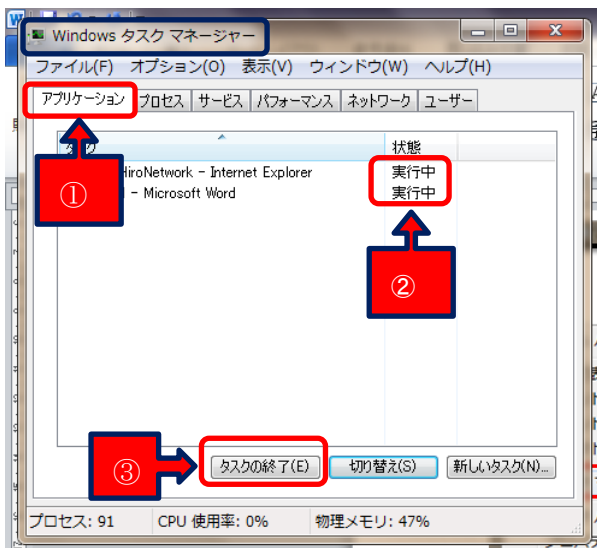 Windows タスク マネージャー
ファイル(F) オプション(O) 表示(V) ウィンドウ(W) ヘルプ(H)
アプリケーション プロセス サービス パフォーマンス ネットワーク ユーザー
状態
HiroNetwork - Internet Explorer 実行中
- Microsoft Word 実行中
①
②
③
タスクの終了(E) 切り替え(S) 新しいタスク(N)...
プロセス: 91 CPU 使用率: 0% 物理メモリ: 47%